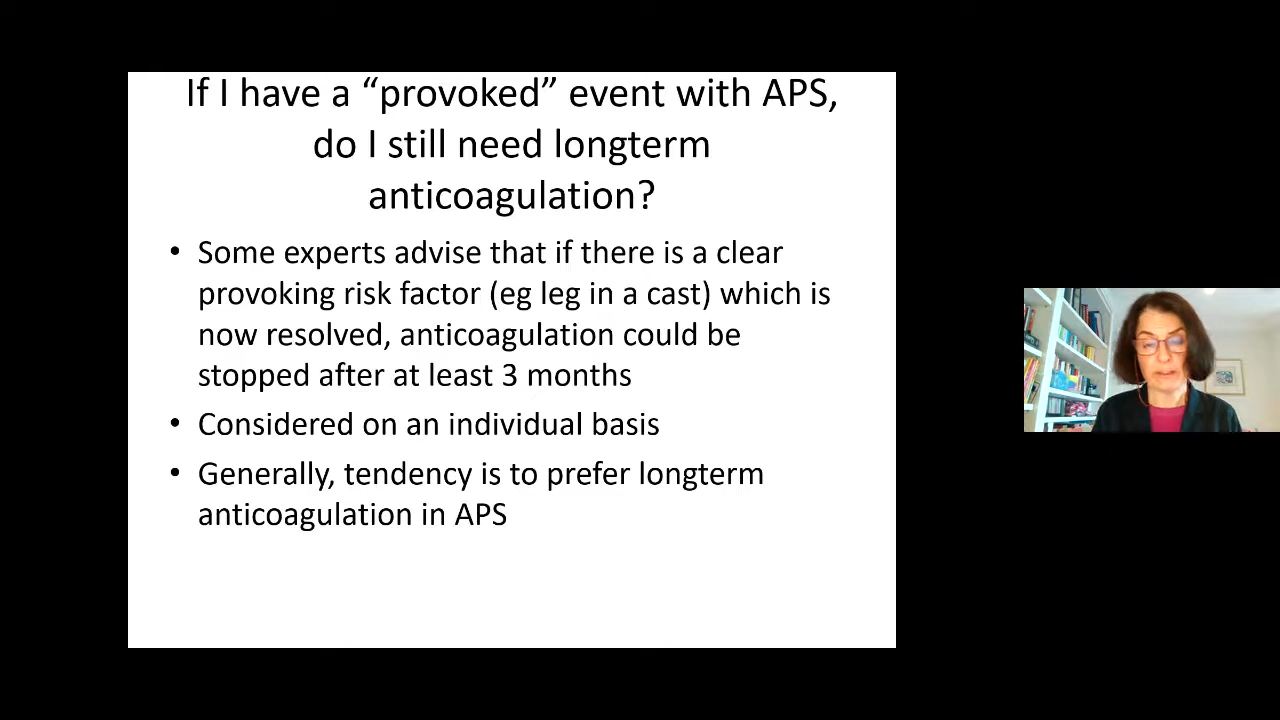 If I have a “provoked” event with APS,
do I still need longterm
anticoagulation?
• Some experts advise that if there is a clear
provoking risk factor (eg leg in a cast) which is
now resolved, anticoagulation could be
stopped after at least 3 months
• Considered on an individual basis
• Generally, tendency is to prefer longterm
anticoagulation in APS